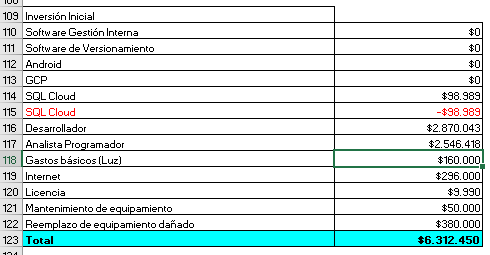 109 Inversión Inicial
110 Software Gestión Interna $0
111 Software de Versionamiento $0
112 Android $0
113 GCP $0
114 SQL Cloud $98.989
115 SQL Cloud -$98.989
116 Desarrollador $2.870.043
117 Analista Programador $2.546.418
118 Gastos básicos (Luz) $160.000
119 Internet $296.000
120 Licencia $9.990
121 Mantenimiento de equipamiento $50.000
122 Reemplazo de equipamiento dañado $380.000
123 Total $6.312.450